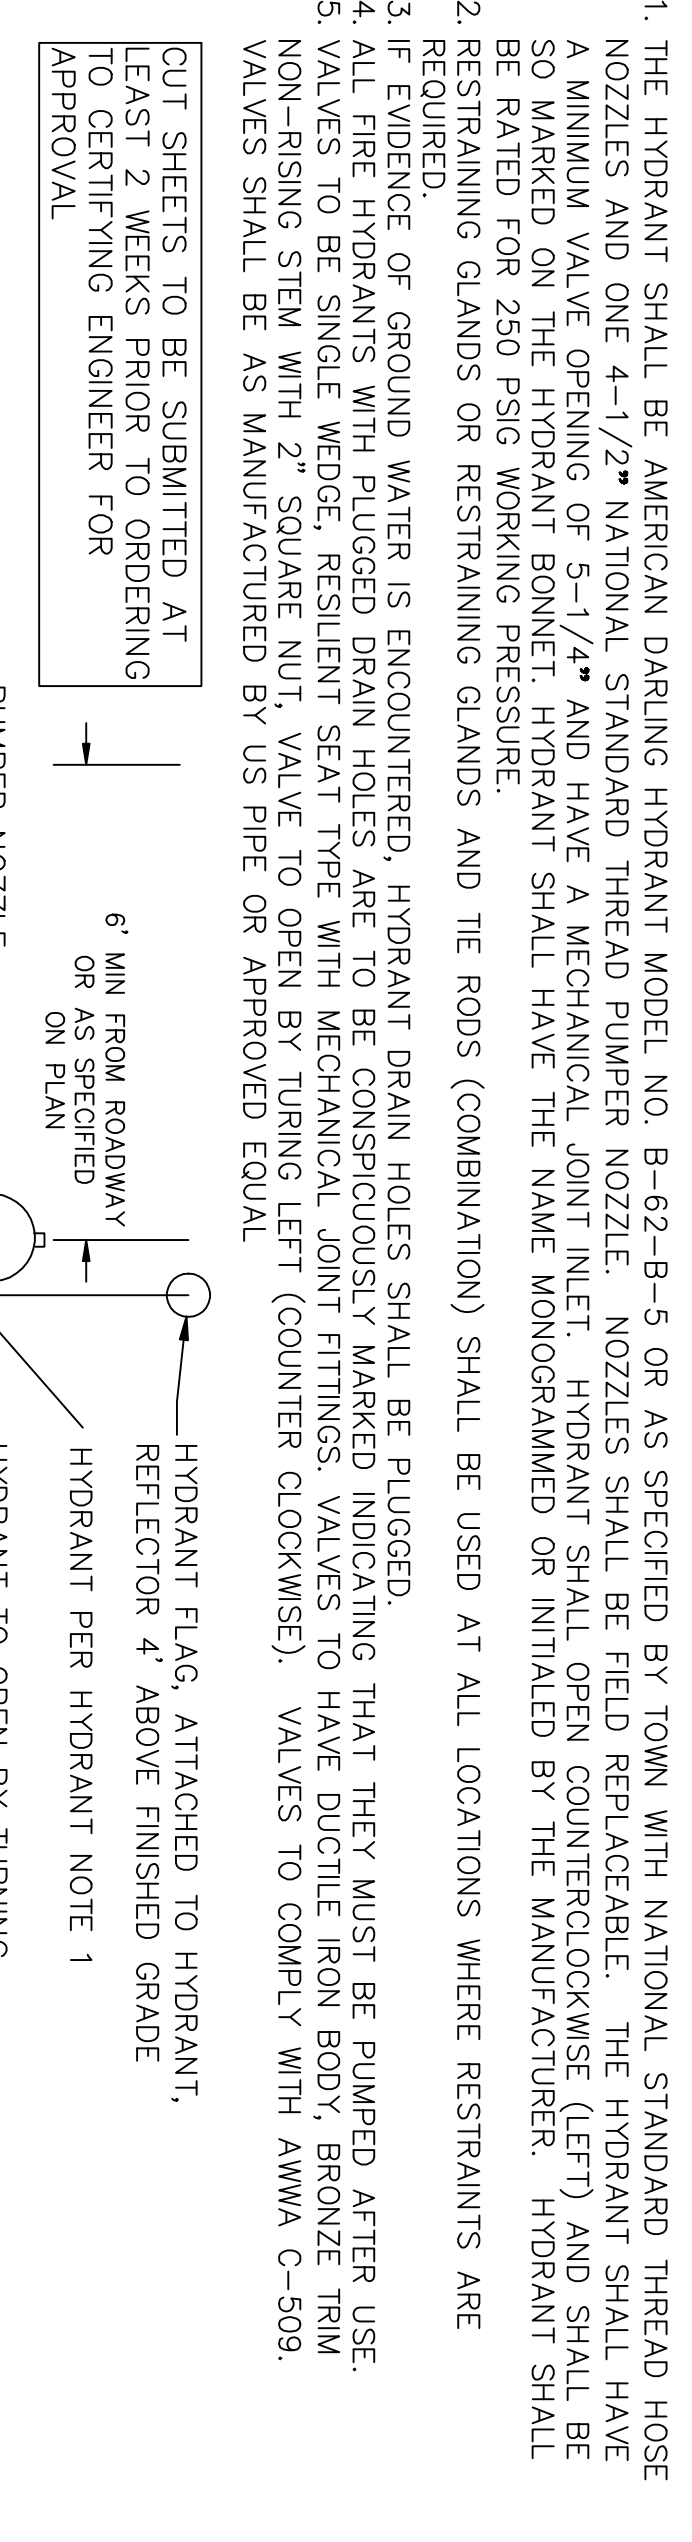 1. THE HYDRANT SHALL BE AMERICAN DARLING HYDRANT MODEL NO. B-62-B-5 OR AS SPECIFIED BY TOWN WITH NATIONAL STANDARD THREAD HOSE
NOZZLES AND ONE 4-1/2" NATIONAL STANDARD THREAD PUMPER NOZZLE. NOZZLES SHALL BE FIELD REPLACEABLE. THE HYDRANT SHALL HAVE
A MINIMUM VALVE OPENING OF 5-1/4" AND HAVE A MECHANICAL JOINT INLET. HYDRANT SHALL OPEN COUNTERCLOCKWISE (LEFT) AND SHALL BE
SO MARKED ON THE HYDRANT BONNET. HYDRANT SHALL HAVE THE NAME MONOGRAMMED OR INITIALED BY THE MANUFACTURER. HYDRANT SHALL
BE RATED FOR 250 PSIG WORKING PRESSURE.
2. RESTRAINING GLANDS OR RESTRAINING GLANDS AND TIE RODS (COMBINATION) SHALL BE USED AT ALL LOCATIONS WHERE RESTRAINTS ARE
REQUIRED.
3. IF EVIDENCE OF GROUND WATER IS ENCOUNTERED, HYDRANT DRAIN HOLES SHALL BE PLUGGED.
4. ALL FIRE HYDRANTS WITH PLUGGED DRAIN HOLES ARE TO BE CONSPICUOUSLY MARKED INDICATING THAT THEY MUST BE PUMPED AFTER USE.
5. VALVES TO BE SINGLE WEDGE, RESILIENT SEAT TYPE WITH MECHANICAL JOINT FITTINGS. VALVES TO HAVE DUCTILE IRON BODY, BRONZE TRIM
NON-RISING STEM WITH 2" SQUARE NUT, VALVE TO OPEN BY TURING LEFT (COUNTER CLOCKWISE). VALVES TO COMPLY WITH AWWA C-509.
VALVES SHALL BE AS MANUFACTURED BY US PIPE OR APPROVED EQUAL
CUT SHEETS TO BE SUBMITTED AT
LEAST 2 WEEKS PRIOR TO ORDERING
TO CERTIFYING ENGINEER FOR
APPROVAL
6' MIN FROM ROADWAY
OR AS SPECIFIED
ON PLAN
HYDRANT FLAG, ATTACHED TO HYDRANT,
REFLECTOR 4' ABOVE FINISHED GRADE
HYDRANT PER HYDRANT NOTE 1
PUMPER NOZZLE
HYDRANT TO OPEN BY TURNING